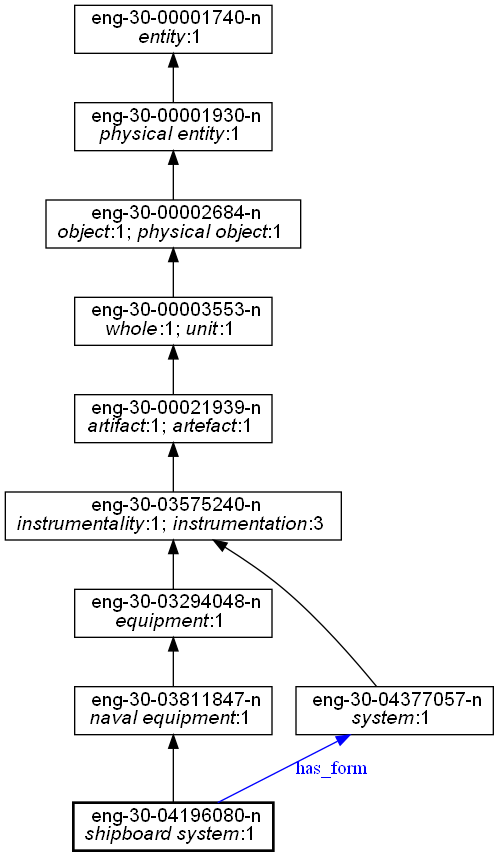 eng-30-00001740-n
entity:1
eng-30-00001930-n
physical entity:1
eng-30-00002684-n
object:1; physical object:1
eng-30-00003553-n
whole:1; unit:1
eng-30-00021939-n
artifact:1; artefact:1
eng-30-03575240-n
instrumentality:1; instrumentation:3
eng-30-03294048-n
equipment:1
eng-30-03811847-n
naval equipment:1
eng-30-04377057-n
system:1
has_form
eng-30-04196080-n
shipboard system:1